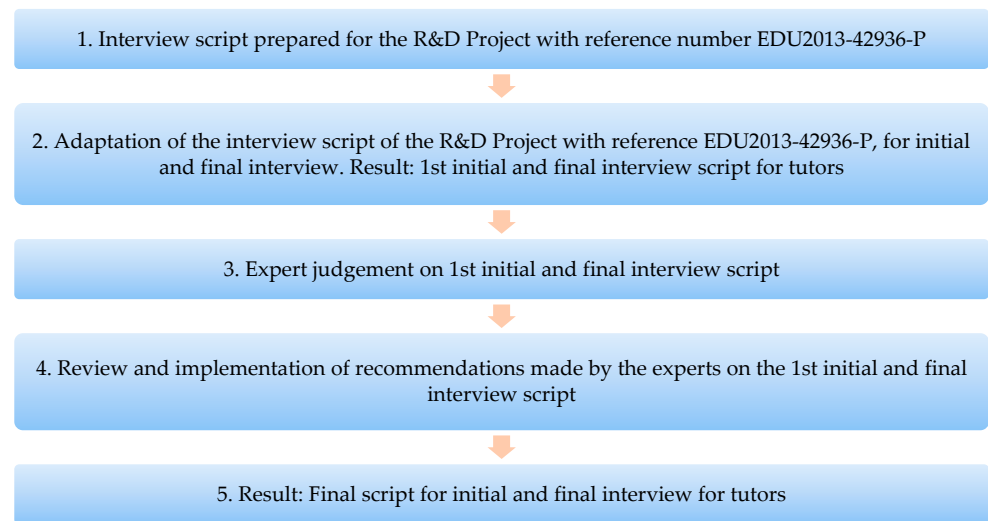 1. Interview script prepared for the R&D Project with reference number EDU2013-42936-P
2. Adaptation of the interview script of the R&D Project with reference EDU2013-42936-P, for initial
and final interview. Result: 1st initial and final interview script for tutors
3. Expert judgement on 1st initial and final interview script
4. Review and implementation of recommendations made by the experts on the 1st initial and final
interview script
5. Result: Final script for initial and final interview for tutors